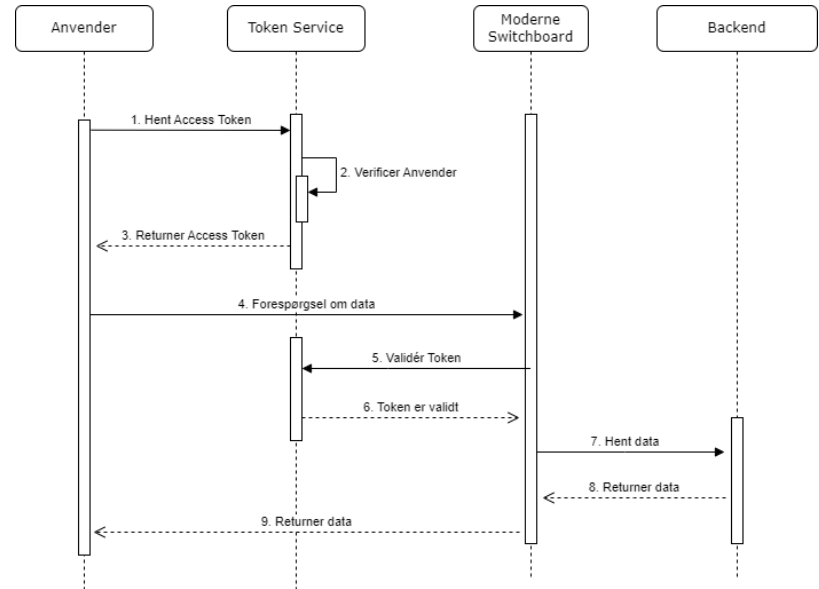 Anvender
Token Service
Moderne
Switchboard
Backend
1. Hent Access Token
2. Verificer Anvender
3. Returner Access Token
4. Forespørgsel om data
5. Validér Token
6. Token er validt
7. Hent data
8. Returner data
9. Returner data